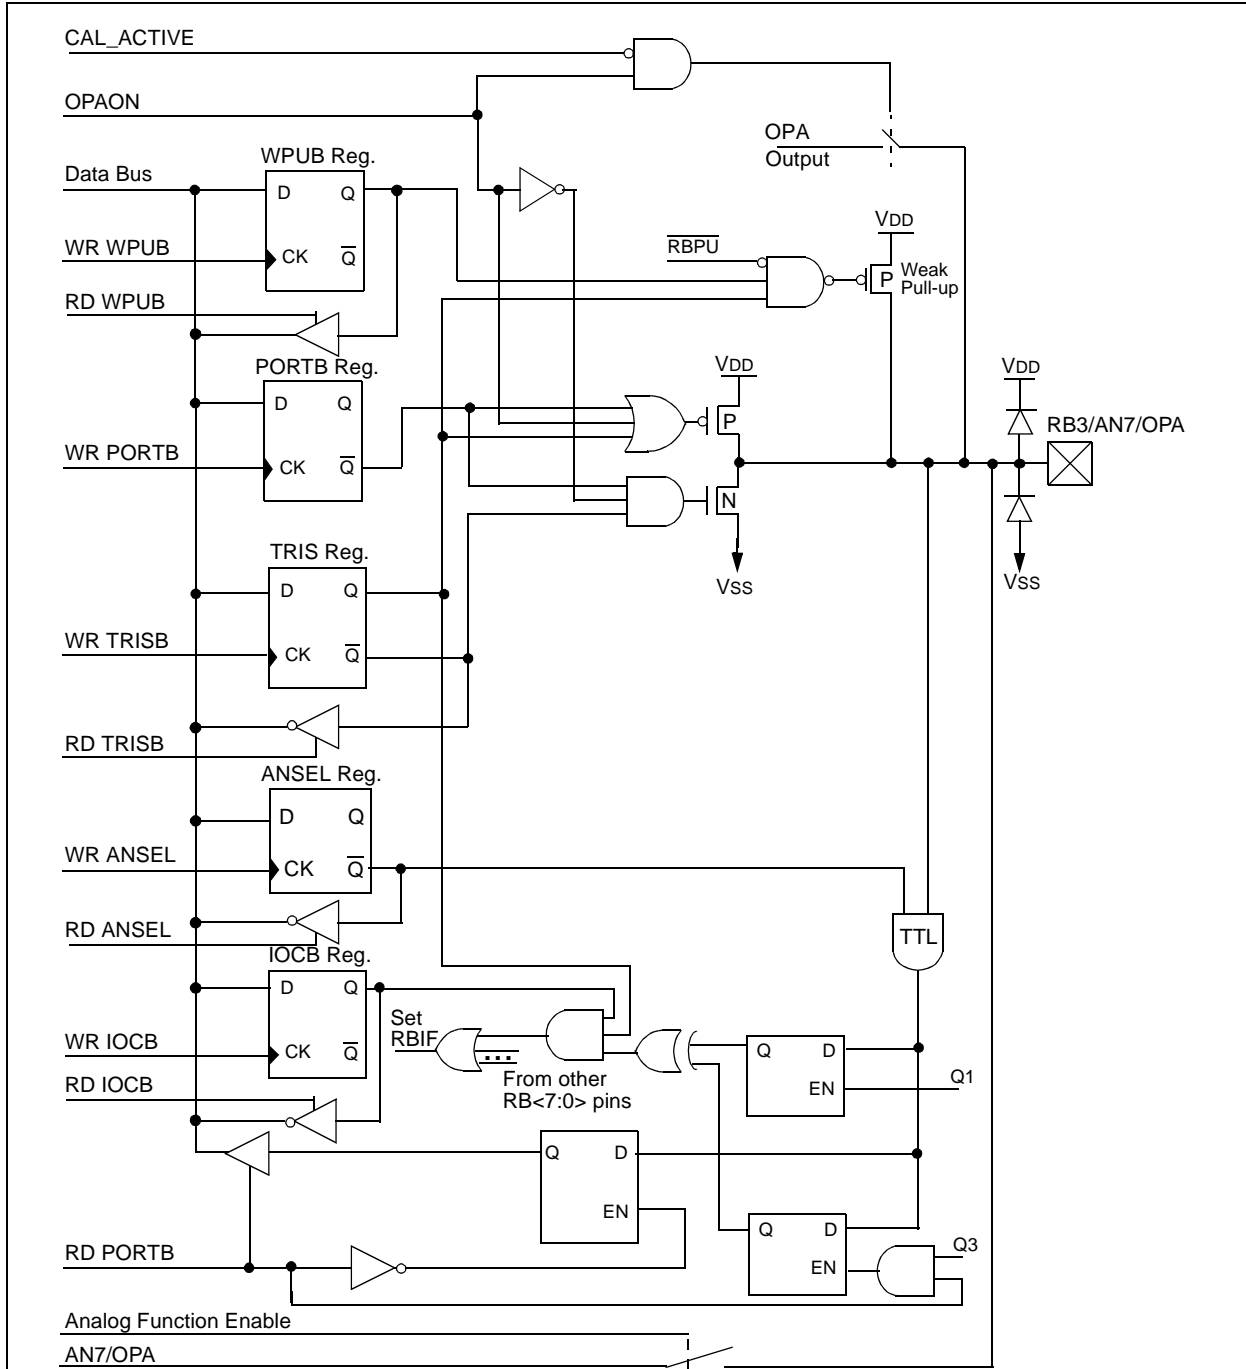 CAL_ACTIVE
OPAON
OPA
Output
WPUB Reg.
Data Bus
D Q
VDD
WR WPUB
CK Q̅
R̅B̅P̅U̅
P
Weak
Pull-up
RD WPUB
PORTB Reg.
VDD
VDD
D Q
P
RB3/AN7/OPA
WR PORTB
CK Q̅
N
TRIS Reg.
VSS
VSS
D Q
WR TRISB
CK Q̅
RD TRISB
ANSEL Reg.
D Q
WR ANSEL
CK Q̅
RD ANSEL
TTL
IOCB Reg.
D Q
Set
RBIF
WR IOCB
CK Q̅
Q D
RD IOCB
From other
RB<7:0> pins
EN
Q1
Q D
EN
Q D
Q3
RD PORTB
EN
Analog Function Enable
AN7/OPA